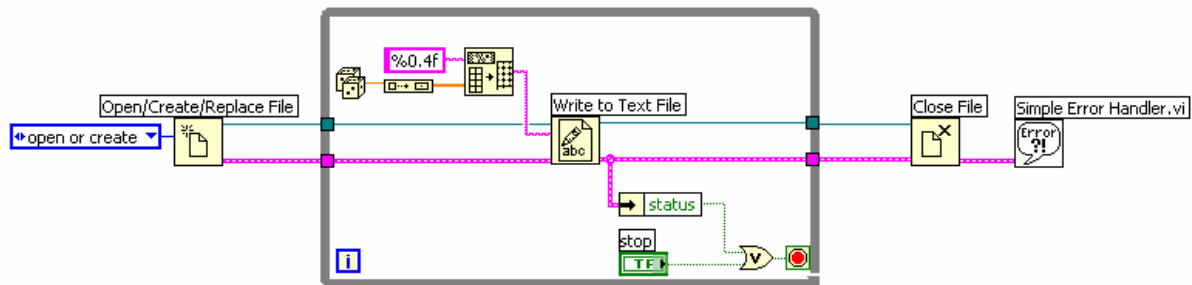 %0.4f
Open/Create/Replace File
Write to Text File
Close File
Simple Error Handler.vi
open or create
abc
Error
?!
status
stop
TF
V
i